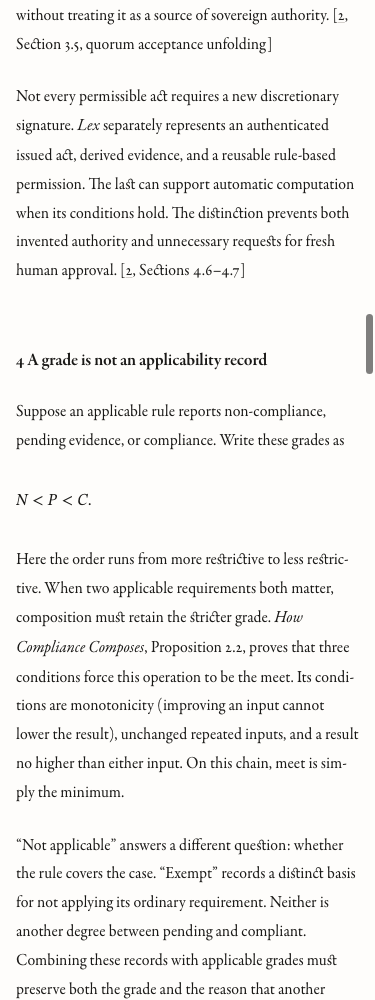 without treating it as a source of sovereign authority. [2,
Section 3.5, quorum acceptance unfolding]
Not every permissible act requires a new discretionary
signature. Lex separately represents an authenticated
issued act, derived evidence, and a reusable rule-based
permission. The last can support automatic computation
when its conditions hold. The distinction prevents both
invented authority and unnecessary requests for fresh
human approval. [2, Sections 4.6–4.7]
4 A grade is not an applicability record
Suppose an applicable rule reports non-compliance,
pending evidence, or compliance. Write these grades as
N < P < C.
Here the order runs from more restrictive to less restric-
tive. When two applicable requirements both matter,
composition must retain the stricter grade. How
Compliance Composes, Proposition 2.2, proves that three
conditions force this operation to be the meet. Its condi-
tions are monotonicity (improving an input cannot
lower the result), unchanged repeated inputs, and a result
no higher than either input. On this chain, meet is sim-
ply the minimum.
“Not applicable” answers a different question: whether
the rule covers the case. “Exempt” records a distinct basis
for not applying its ordinary requirement. Neither is
another degree between pending and compliant.
Combining these records with applicable grades must
preserve both the grade and the reason that another